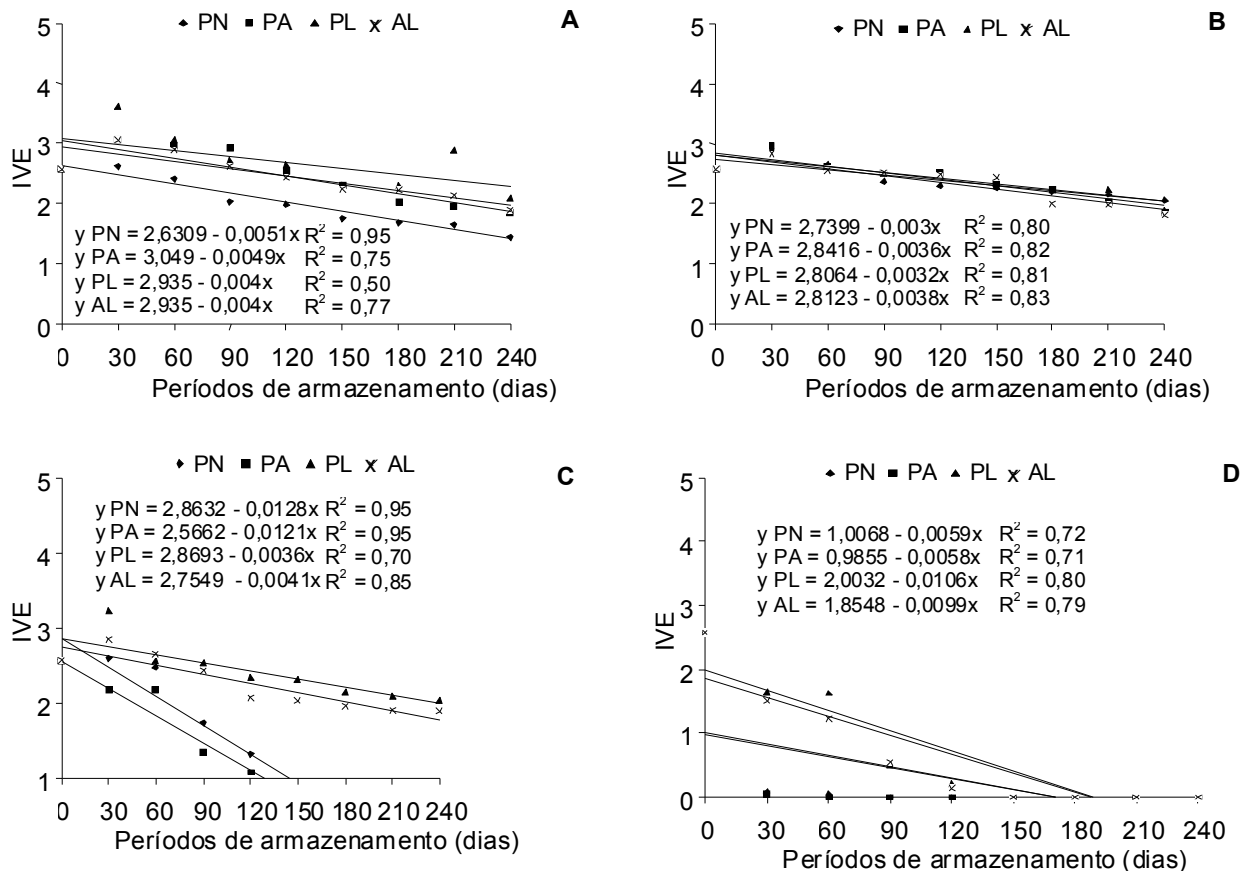 PN PA PL AL
A
5
4
3
2
1
0
IVE
y PN = 2,6309 - 0,0051x R² = 0,95
y PA = 3,049 - 0,0049x R² = 0,75
y PL = 2,935 - 0,004x R² = 0,50
y AL = 2,935 - 0,004x R² = 0,77
0 30 60 90 120 150 180 210 240
Períodos de armazenamento (dias)
PN PA PL AL
B
5
4
3
2
1
0
IVE
y PN = 2,7399 - 0,003x R² = 0,80
y PA = 2,8416 - 0,0036x R² = 0,82
y PL = 2,8064 - 0,0032x R² = 0,81
y AL = 2,8123 - 0,0038x R² = 0,83
0 30 60 90 120 150 180 210 240
Períodos de armazenamento (dias)
PN PA PL AL
C
5
4
3
2
1
IVE
y PN = 2,8632 - 0,0128x R² = 0,95
y PA = 2,5662 - 0,0121x R² = 0,95
y PL = 2,8693 - 0,0036x R² = 0,70
y AL = 2,7549 - 0,0041x R² = 0,85
0 30 60 90 120 150 180 210 240
Períodos de armazenamento (dias)
PN PA PL AL
D
5
4
3
2
1
0
IVE
y PN = 1,0068 - 0,0059x R² = 0,72
y PA = 0,9855 - 0,0058x R² = 0,71
y PL = 2,0032 - 0,0106x R² = 0,80
y AL = 1,8548 - 0,0099x R² = 0,79
0 30 60 90 120 150 180 210 240
Períodos de armazenamento (dias)